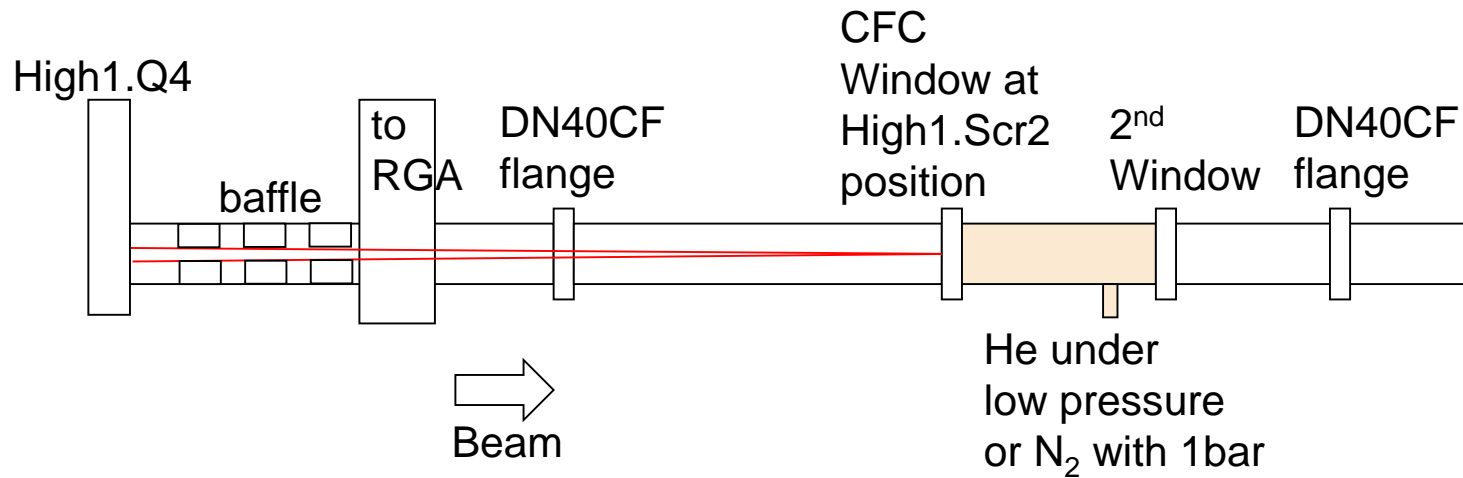 High1.Q4
baffle
to
RGA
DN40CF
flange
CFC
Window at
High1.Scr2
position
2nd
Window
DN40CF
flange
Beam
He under
low pressure
or N2 with 1bar